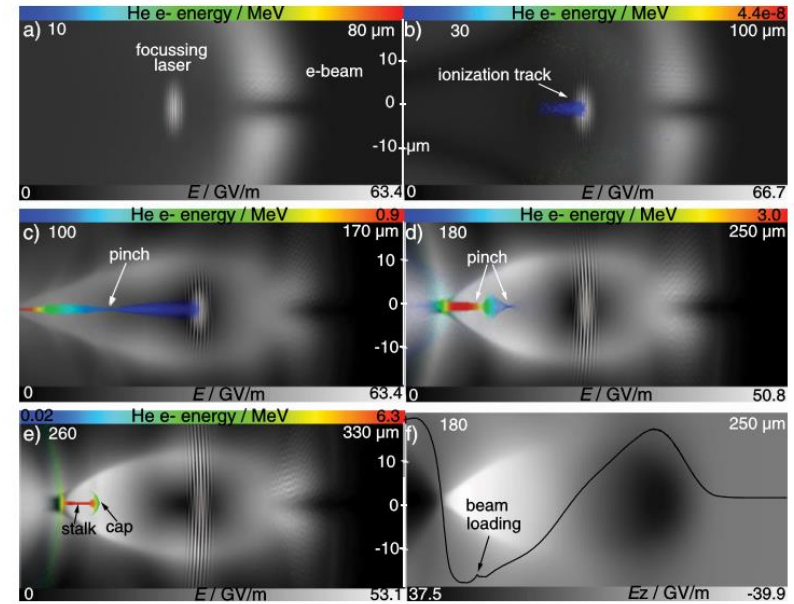 He e- energy / MeV
a) 10 80 µm
focussing
laser
e-beam
0 E / GV/m 63.4
He e- energy / MeV 4.4e-8
b) 30 100 µm
ionization track
10
0
-10 µm
0 66.7
E / GV/m
He e- energy / MeV 0.9
c) 100 170 µm
pinch
0 E / GV/m 63.4
He e- energy / MeV 3.0
d) 180 250 µm
pinch
10
0
-10
0 E / GV/m 50.8
0.02 He e- energy / MeV 6.3
e) 260 330 µm
stalk cap
0 E / GV/m 53.1
f) 180 250 µm
10
0
-10
beam
loading
37.5 Ez / GV/m -39.9